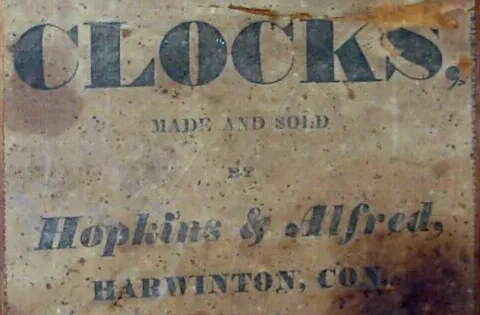 CLOCKS,
MADE AND SOLD
BY
Hopkins & Alfred,
HARWINTON, CON.